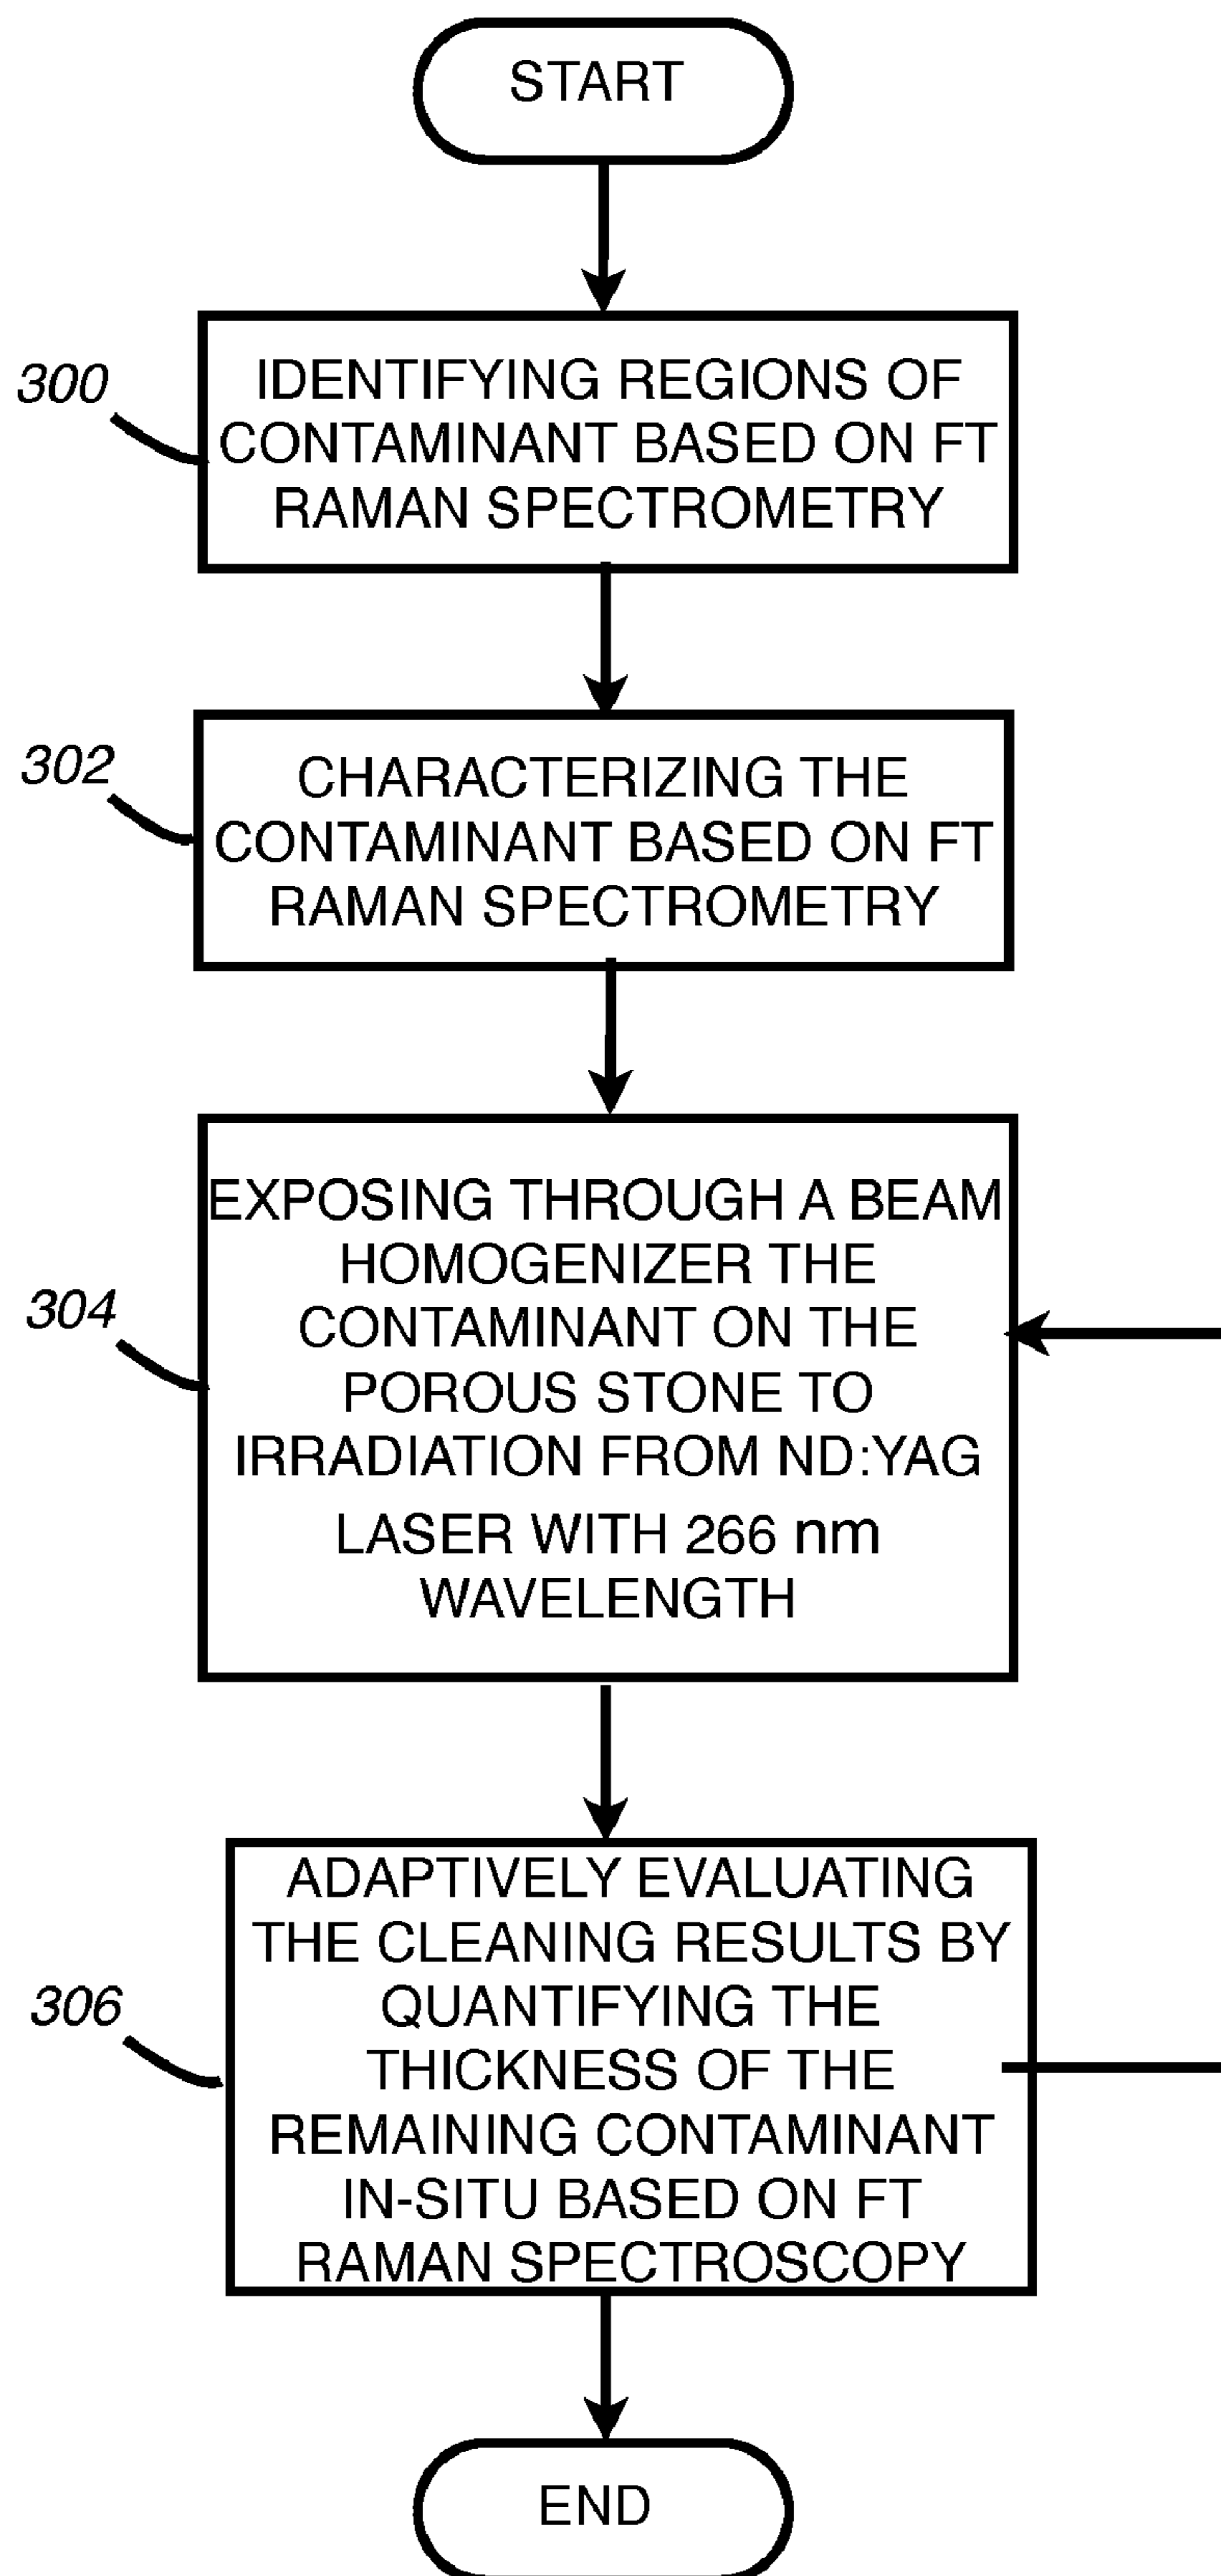 START
300
IDENTIFYING REGIONS OF
CONTAMINANT BASED ON FT
RAMAN SPECTROMETRY
302
CHARACTERIZING THE
CONTAMINANT BASED ON FT
RAMAN SPECTROMETRY
304
EXPOSING THROUGH A BEAM
HOMOGENIZER THE
CONTAMINANT ON THE
POROUS STONE TO
IRRADIATION FROM ND:YAG
LASER WITH 266 nm
WAVELENGTH
306
ADAPTIVELY EVALUATING
THE CLEANING RESULTS BY
QUANTIFYING THE
THICKNESS OF THE
REMAINING CONTAMINANT
IN-SITU BASED ON FT
RAMAN SPECTROSCOPY
END